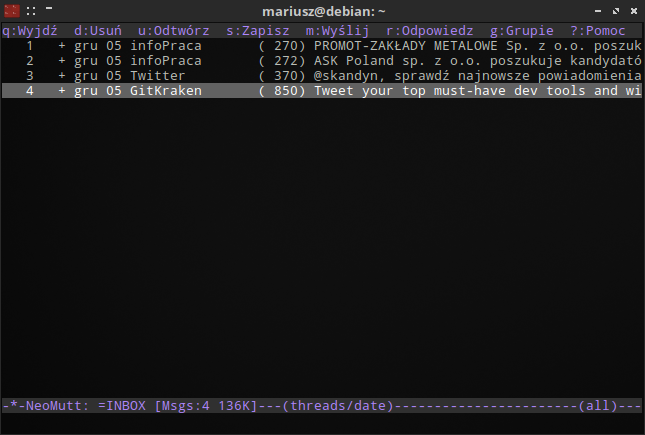 mariusz@debian: ~
q:Wyjdź  d:Usuń  u:Odtwórz  s:Zapisz  m:Wyślij  r:Odpowiedz  g:Grupie  ?:Pomoc
1   + gru 05 infoPraca       ( 270) PROMOT-ZAKŁADY METALOWE Sp. z o.o. poszuk
2   + gru 05 infoPraca       ( 272) ASK Poland sp. z o.o. poszukuje kandydató
3   + gru 05 Twitter         ( 370) @skandyn, sprawdź najnowsze powiadomienia
4   + gru 05 GitKraken       ( 850) Tweet your top must-have dev tools and wi
-*-NeoMutt: =INBOX [Msgs:4 136K]---(threads/date)-----------------------(all)---